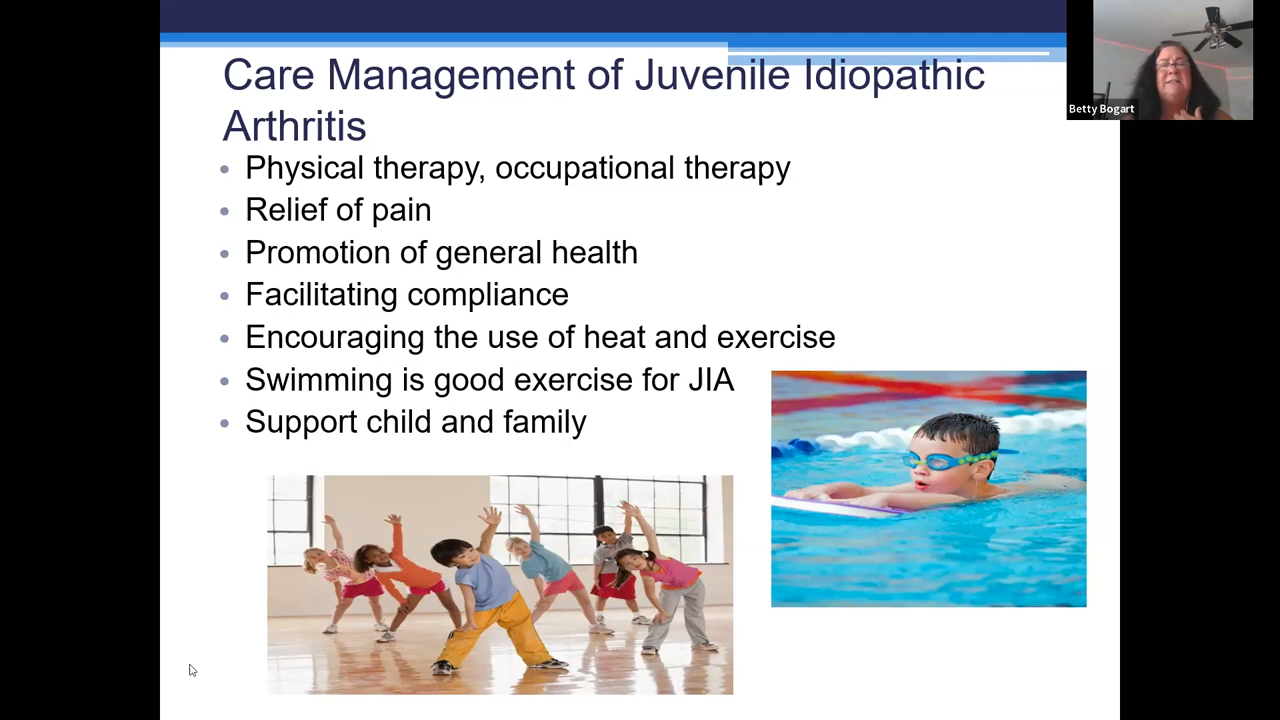 Care Management of Juvenile Idiopathic
Arthritis
Physical therapy, occupational therapy
Relief of pain
Promotion of general health
Facilitating compliance
Encouraging the use of heat and exercise
Swimming is good exercise for JIA
Support child and family
Betty Bogart